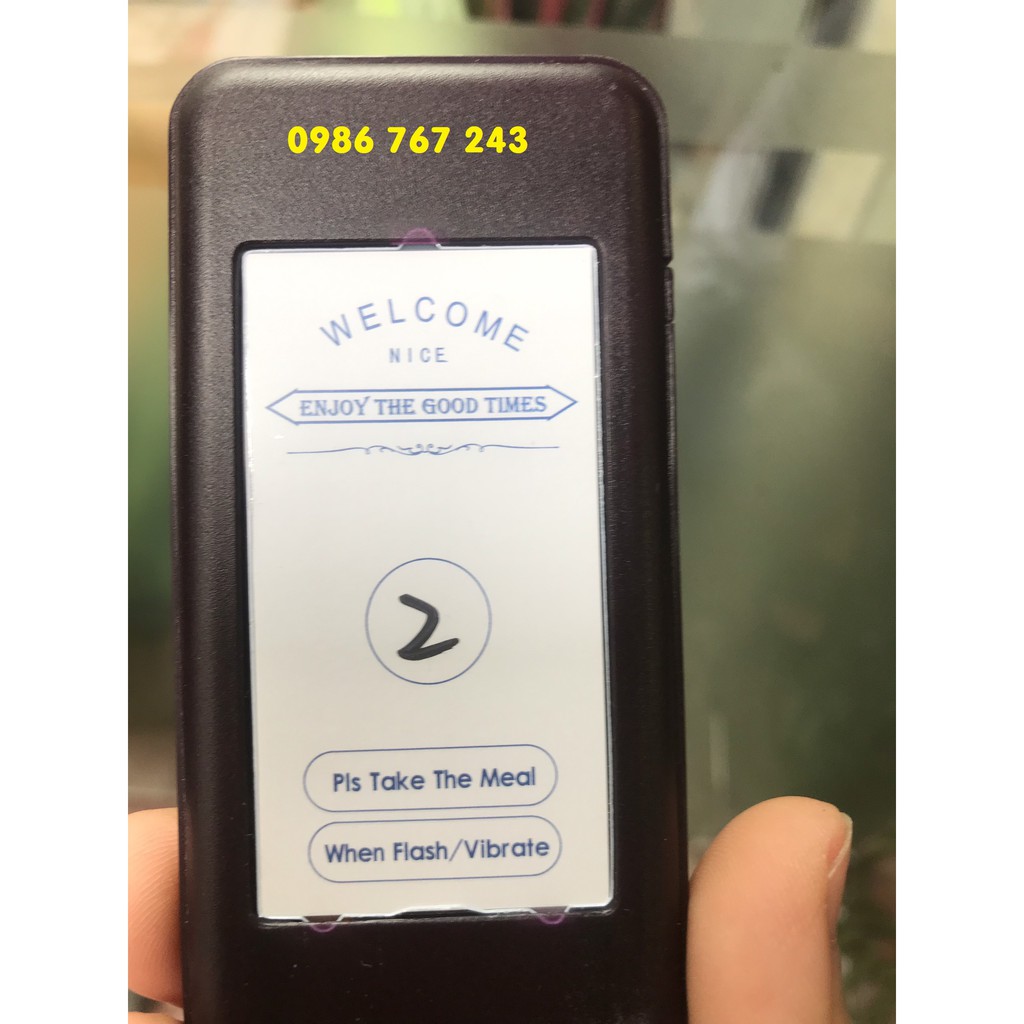 0986 767 243
WELCOME
NICE
ENJOY THE GOOD TIMES
2
Pls Take The Meal
When Flash/Vibrate